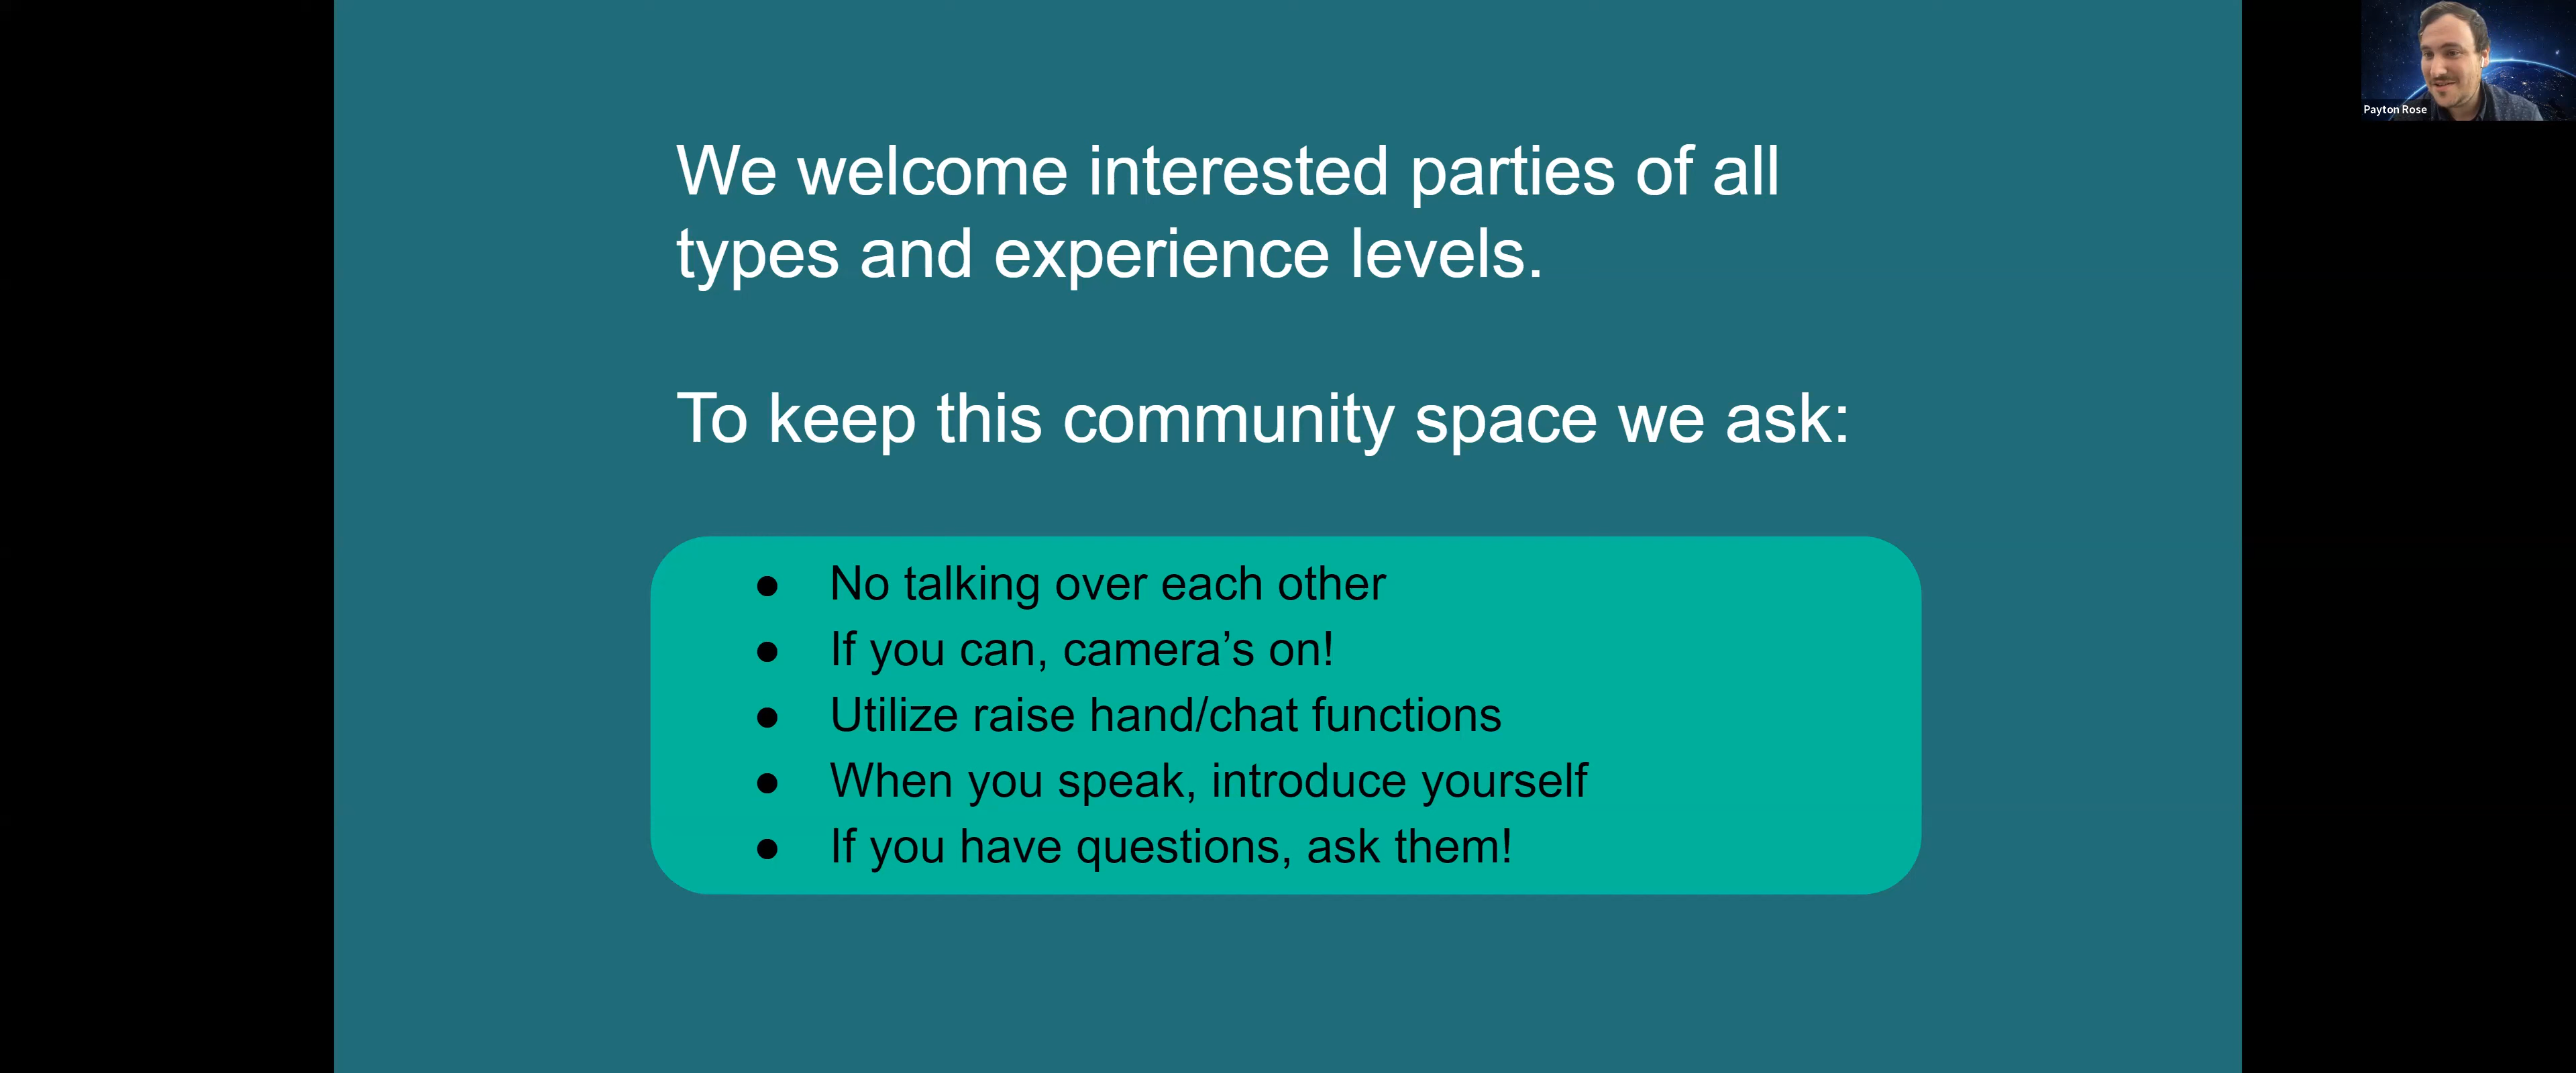 We welcome interested parties of all
types and experience levels.
To keep this community space we ask:
● No talking over each other
● If you can, camera’s on!
● Utilize raise hand/chat functions
● When you speak, introduce yourself
● If you have questions, ask them!
Payton Rose